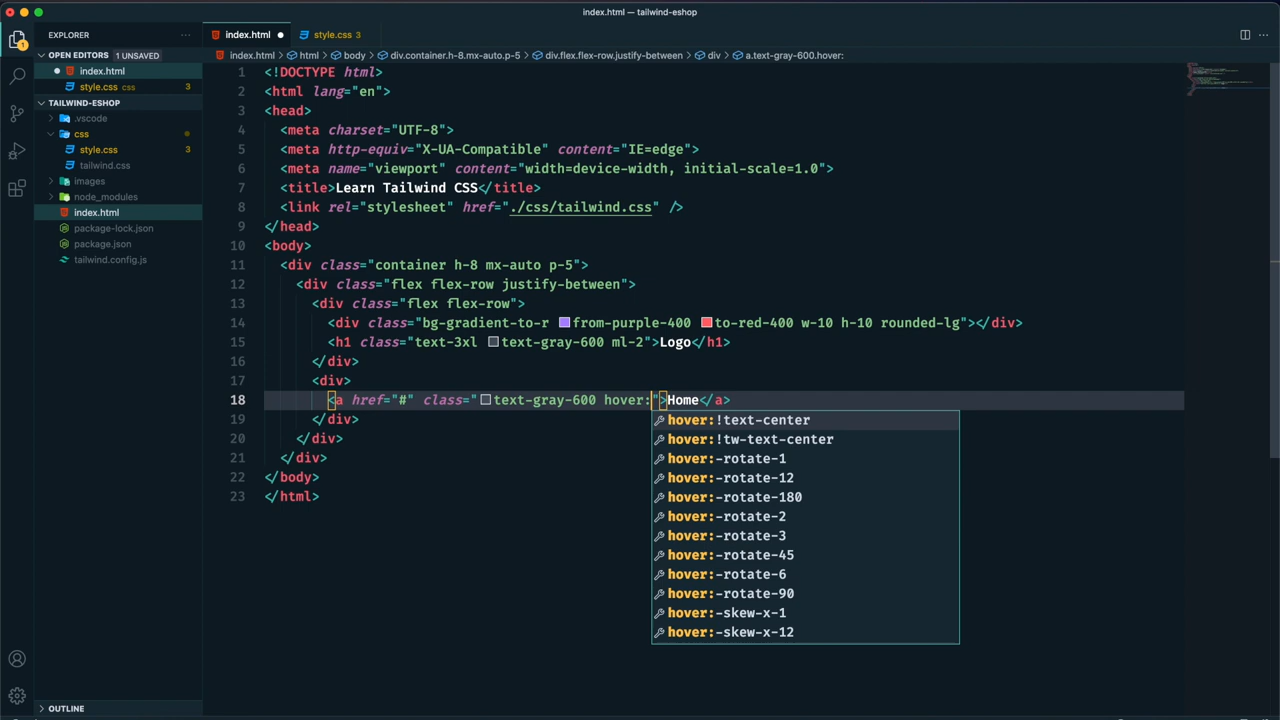 index.html — tailwind-eshop
EXPLORER
index.html
style.css 3
OPEN EDITORS 1 UNSAVED
index.html
style.css css 3
TAILWIND-ESHOP
.vscode
css
style.css 3
tailwind.css
images
node_modules
index.html
package-lock.json
package.json
tailwind.config.js
OUTLINE
1
index.html › html › body › div.container.h-8.mx-auto.p-5 › div.flex.flex-row.justify-between › div › a.text-gray-600.hover:
1 <!DOCTYPE html>
2 <html lang="en">
3 <head>
4 <meta charset="UTF-8">
5 <meta http-equiv="X-UA-Compatible" content="IE=edge">
6 <meta name="viewport" content="width=device-width, initial-scale=1.0">
7 <title>Learn Tailwind CSS</title>
8 <link rel="stylesheet" href="./css/tailwind.css" />
9 </head>
10 <body>
11 <div class="container h-8 mx-auto p-5">
12 <div class="flex flex-row justify-between">
13 <div class="flex flex-row">
14 <div class="bg-gradient-to-r from-purple-400 to-red-400 w-10 h-10 rounded-lg"></div>
15 <h1 class="text-3xl text-gray-600 ml-2">Logo</h1>
16 </div>
17 <div>
18 <a href="#" class="text-gray-600 hover:">Home</a>
19 </div>
20 </div>
21 </div>
22 </body>
23 </html>
hover:!text-center
hover:!tw-text-center
hover:-rotate-1
hover:-rotate-12
hover:-rotate-180
hover:-rotate-2
hover:-rotate-3
hover:-rotate-45
hover:-rotate-6
hover:-rotate-90
hover:-skew-x-1
hover:-skew-x-12